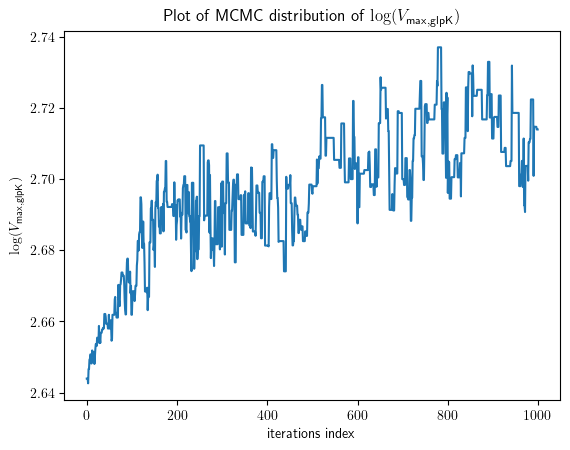 Plot of MCMC distribution of log(V_max,glpK)
log(V_max,glpK)
2.74
2.72
2.70
2.68
2.66
2.64
0 200 400 600 800 1000
iterations index